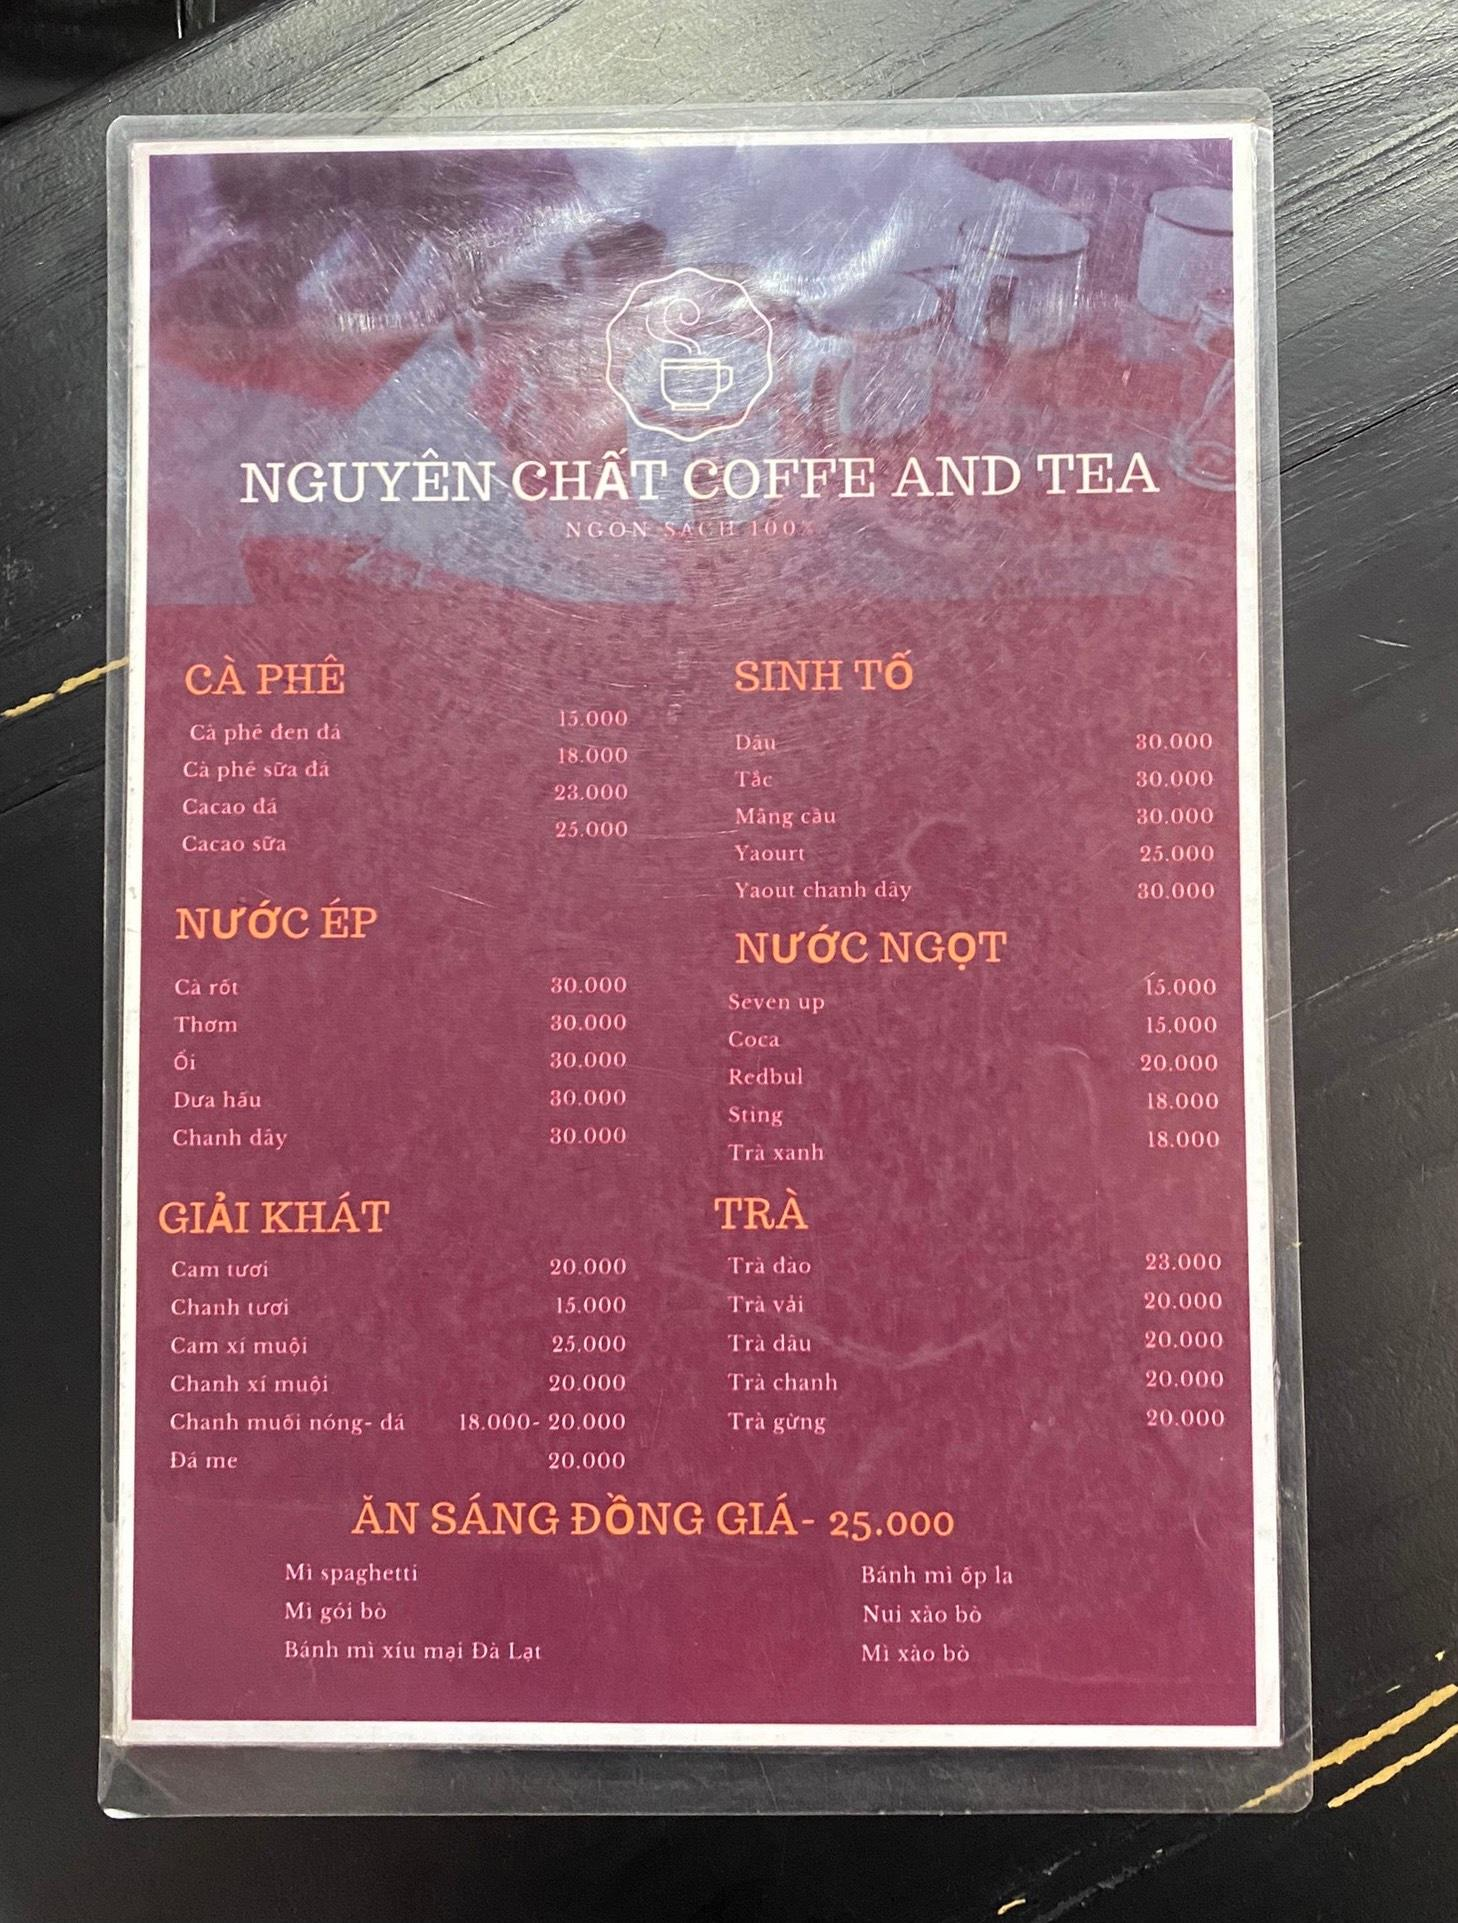 NGUYÊN CHẤT COFFE AND TEA
NGON SẠCH 100%
CÀ PHÊ
Cà phê đen đá 15.000
Cà phê sữa đá 18.000
Cacao đá 23.000
Cacao sữa 25.000
NƯỚC ÉP
Cà rốt 30.000
Thơm 30.000
Ổi 30.000
Dưa hấu 30.000
Chanh dây 30.000
GIẢI KHÁT
Cam tươi 20.000
Chanh tươi 15.000
Cam xí muội 25.000
Chanh xí muội 20.000
Chanh muối nóng- đá 18.000- 20.000
Đá me 20.000
SINH TỐ
Dâu 30.000
Tắc 30.000
Mãng cầu 30.000
Yaourt 25.000
Yaout chanh dây 30.000
NƯỚC NGỌT
Seven up 15.000
Coca 15.000
Redbul 20.000
Sting 18.000
Trà xanh 18.000
TRÀ
Trà đào 23.000
Trà vải 20.000
Trà dâu 20.000
Trà chanh 20.000
Trà gừng 20.000
ĂN SÁNG ĐỒNG GIÁ- 25.000
Mì spaghetti
Mì gói bò
Bánh mì xíu mại Đà Lạt
Bánh mì ốp la
Nui xào bò
Mì xào bò